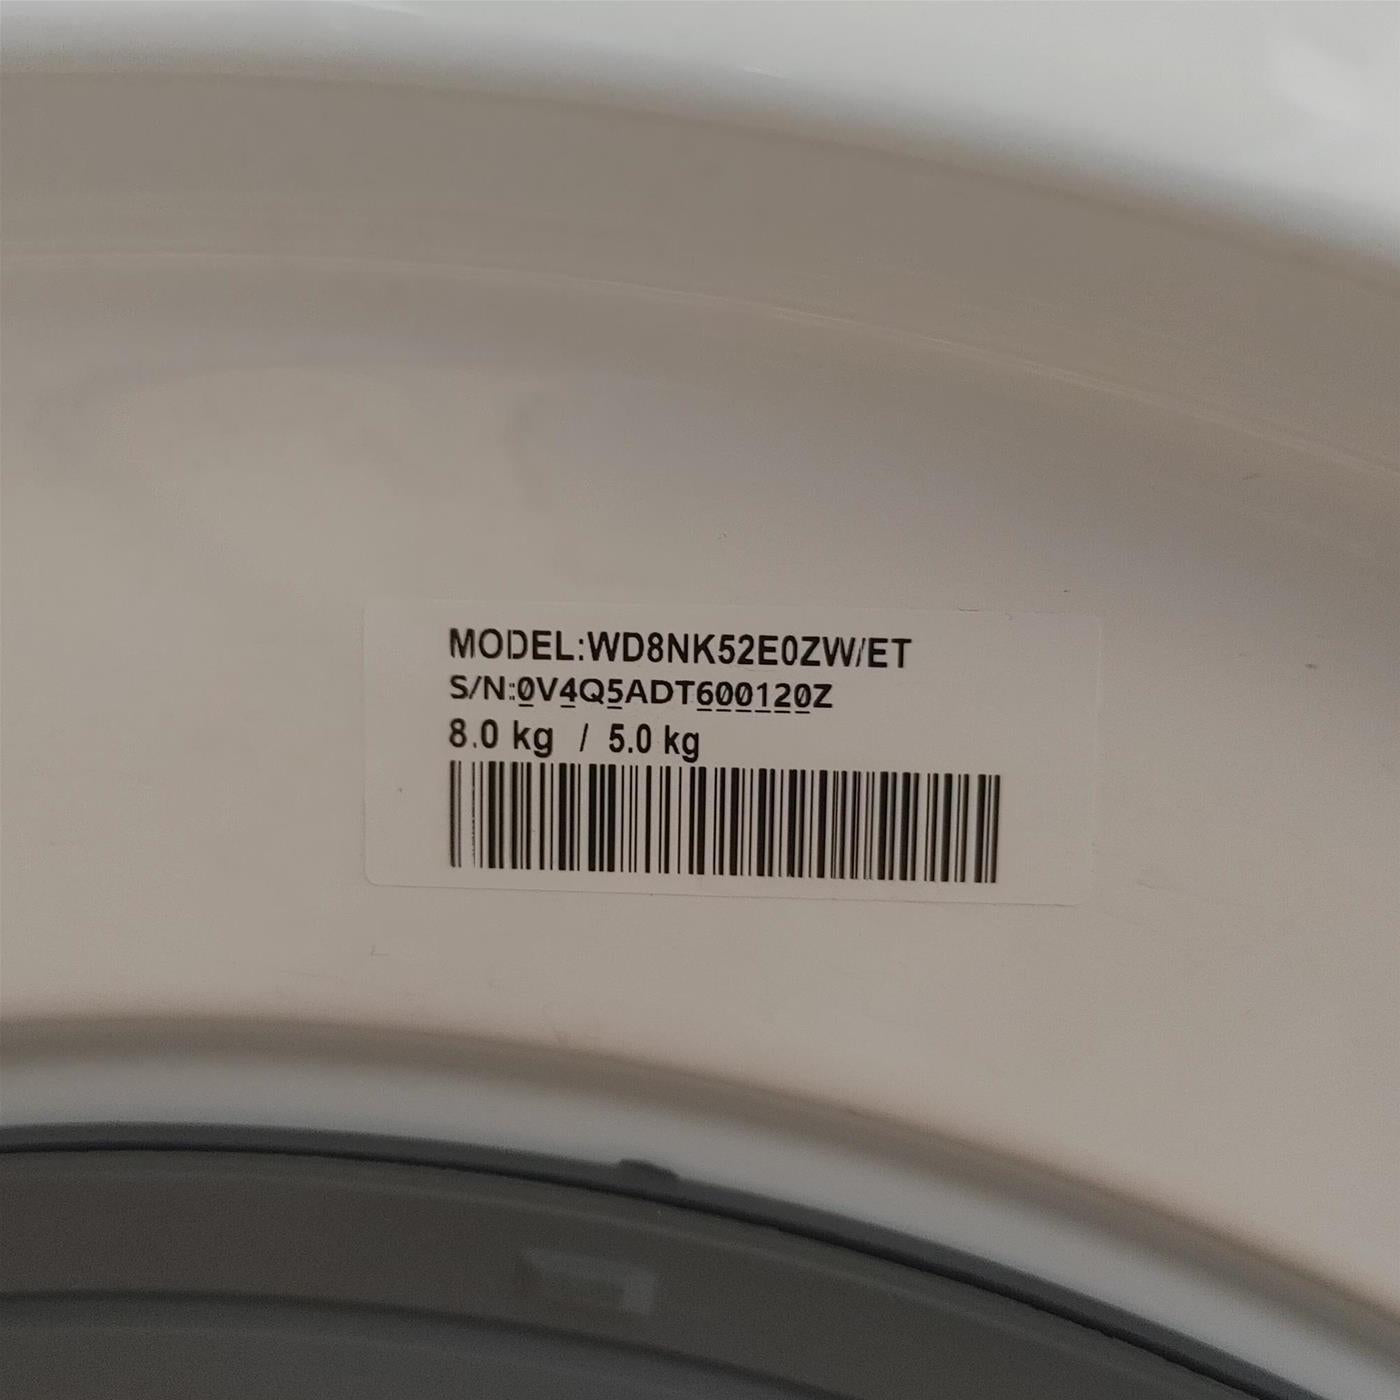 MODEL:WD8NK52E0ZW/ET
S/N:0V4Q5ADT600120Z
8.0 kg / 5.0 kg